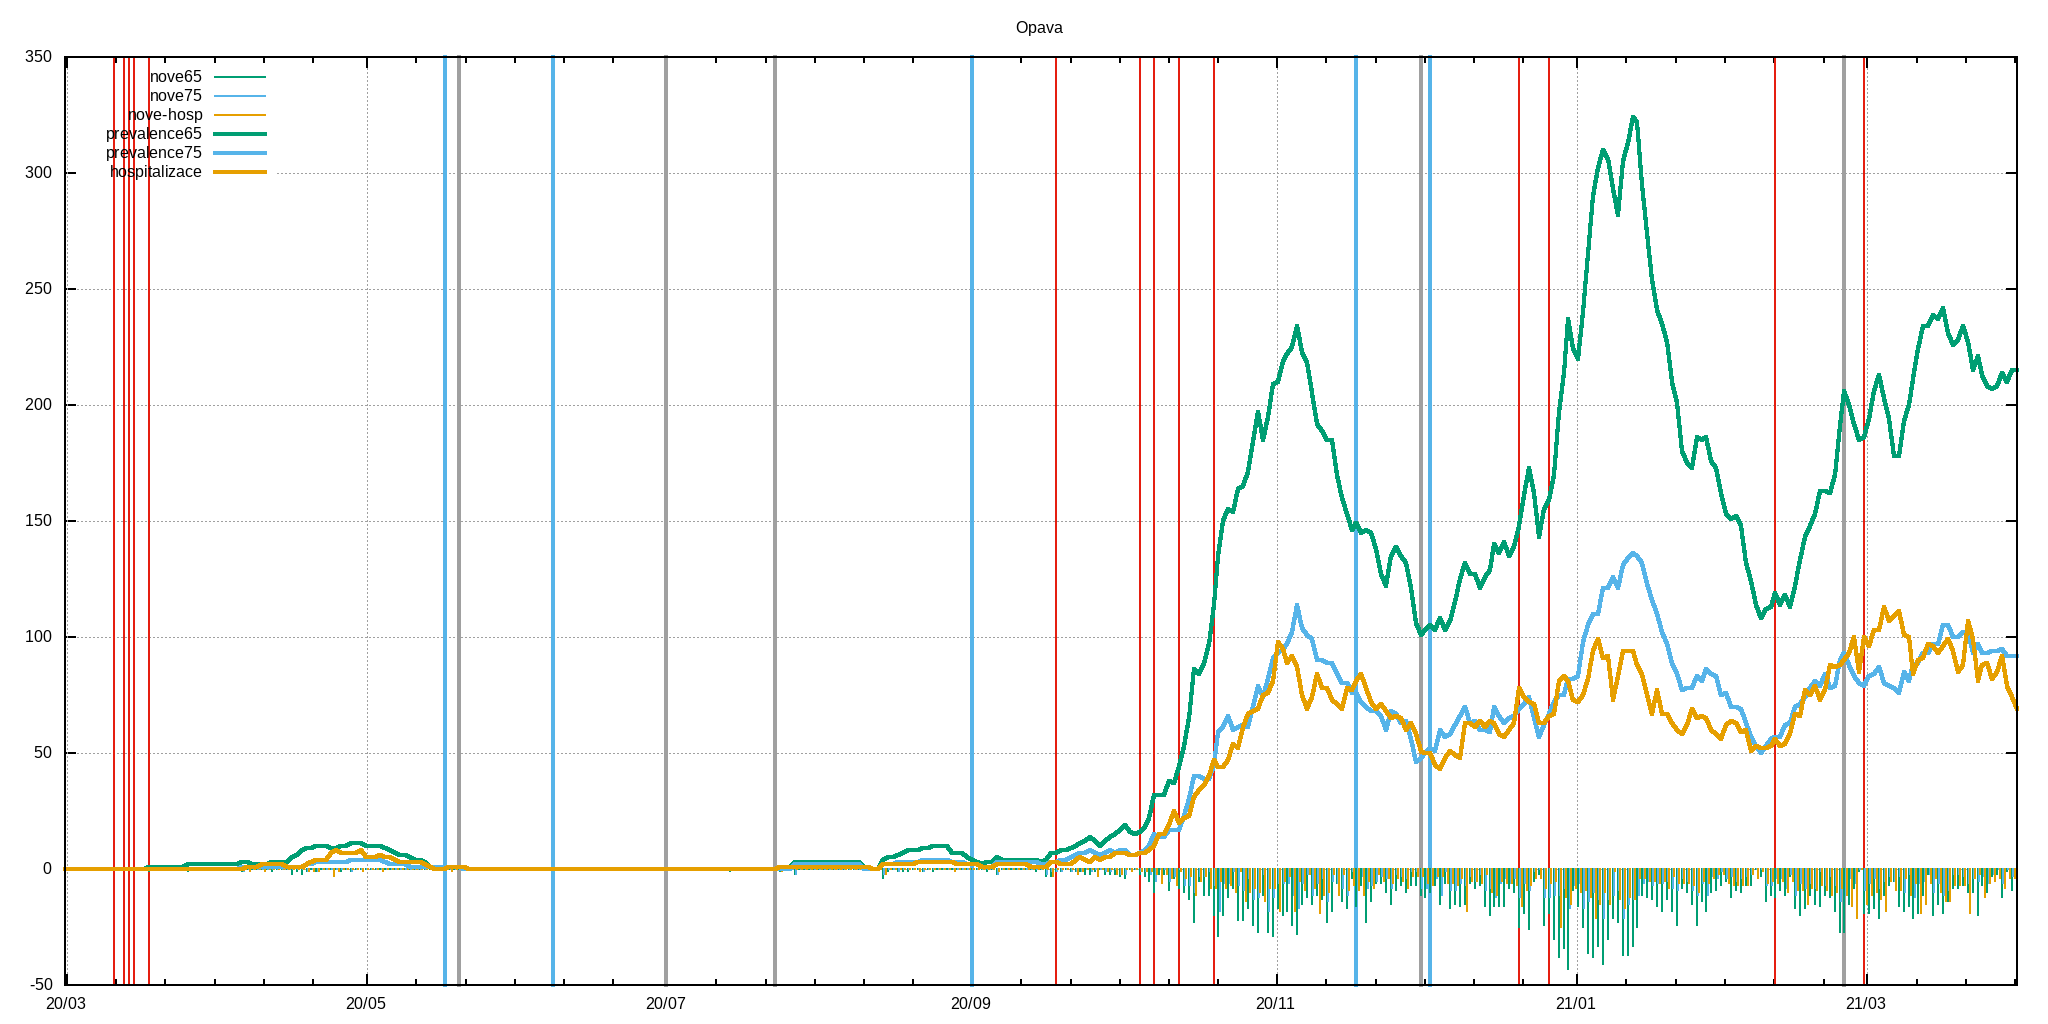 Opava
350
nove65
nove75
nove-hosp
prevalence65
prevalence75
hospitalizace
300
250
200
150
100
50
0
-50
20/03 20/05 20/07 20/09 20/11 21/01 21/03